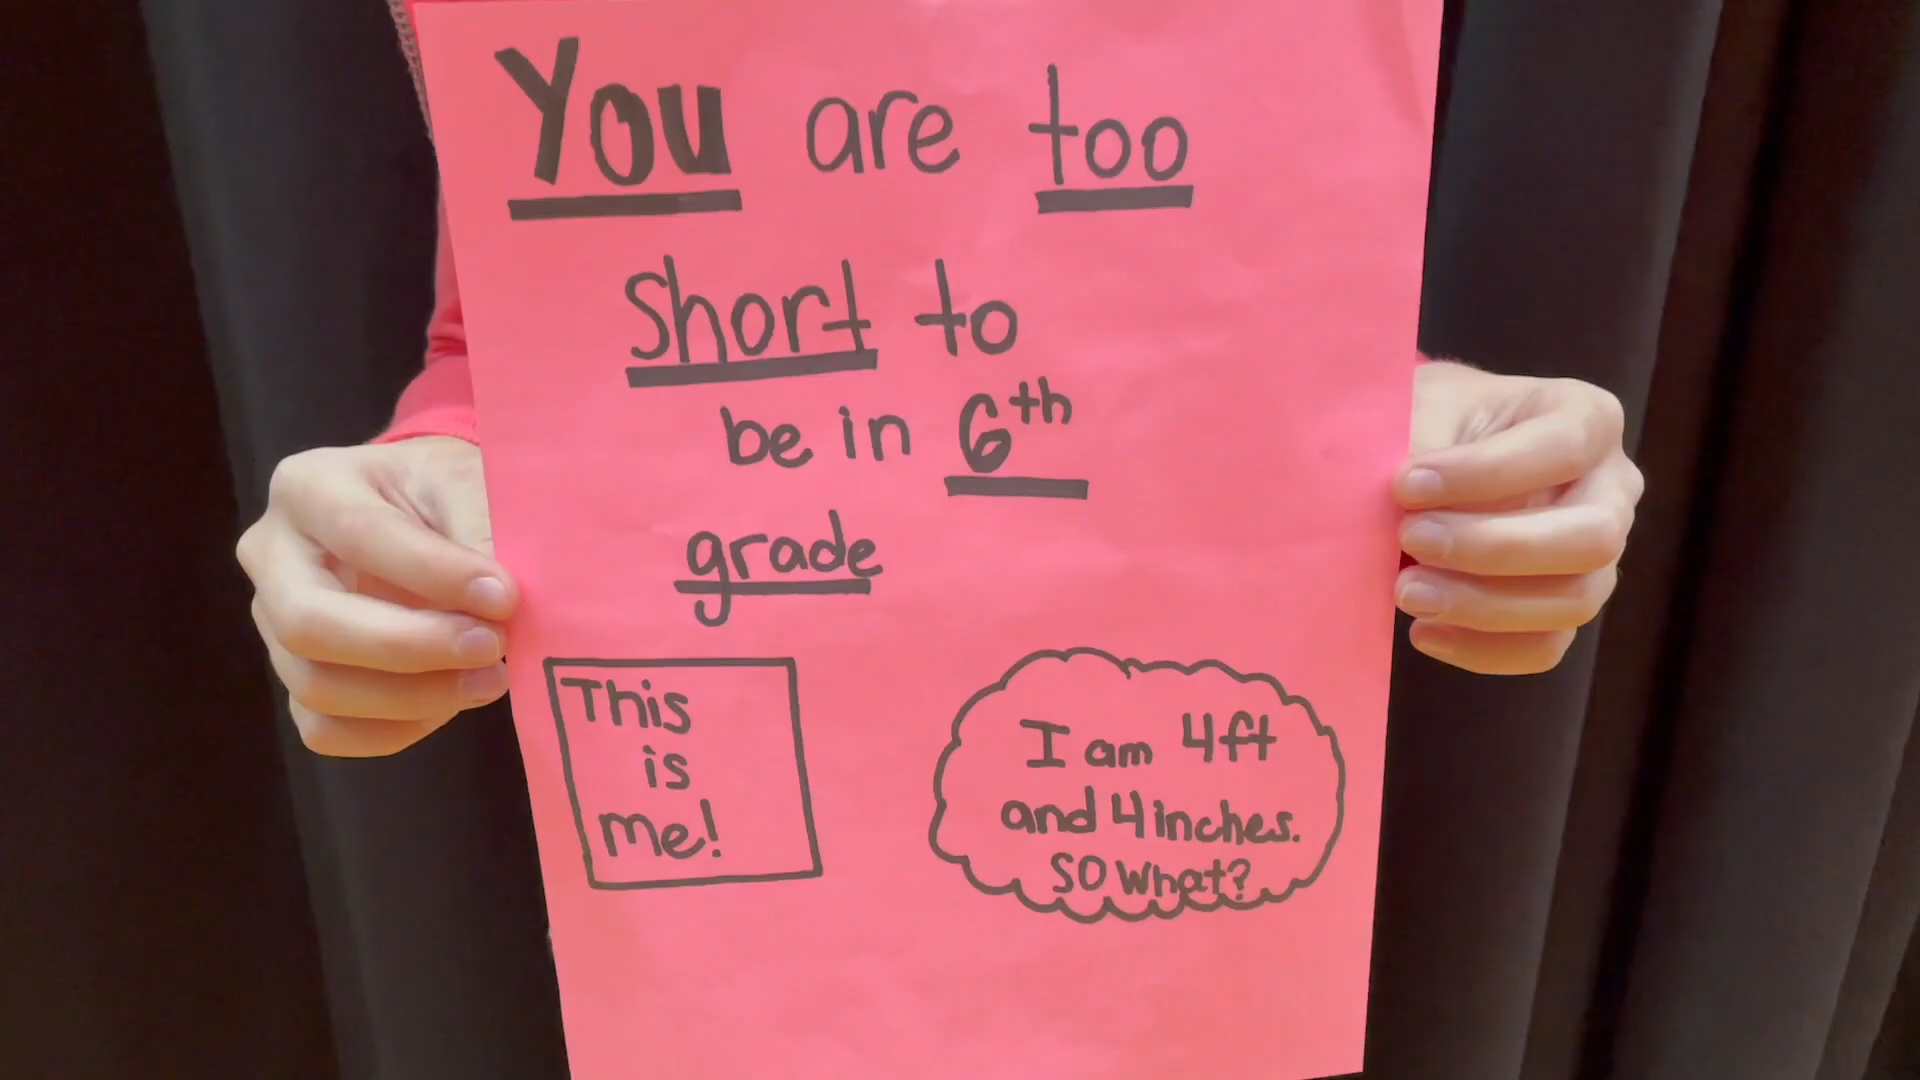 You are too
Short to
be in 6th
grade
This
is
me!
I am 4ft
and 4 inches.
SO What?